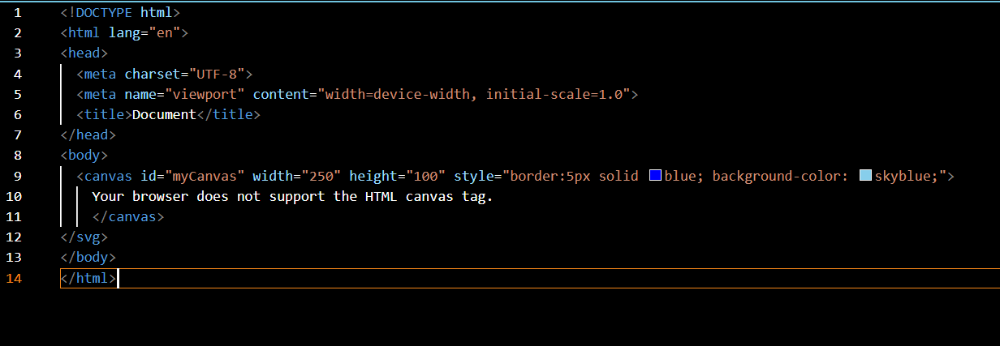 1 <!DOCTYPE html>
2 <html lang="en">
3 <head>
4 <meta charset="UTF-8">
5 <meta name="viewport" content="width=device-width, initial-scale=1.0">
6 <title>Document</title>
7 </head>
8 <body>
9 <canvas id="myCanvas" width="250" height="100" style="border:5px solid blue; background-color: skyblue;">
10 Your browser does not support the HTML canvas tag.
11 </canvas>
12 </svg>
13 </body>
14 </html>